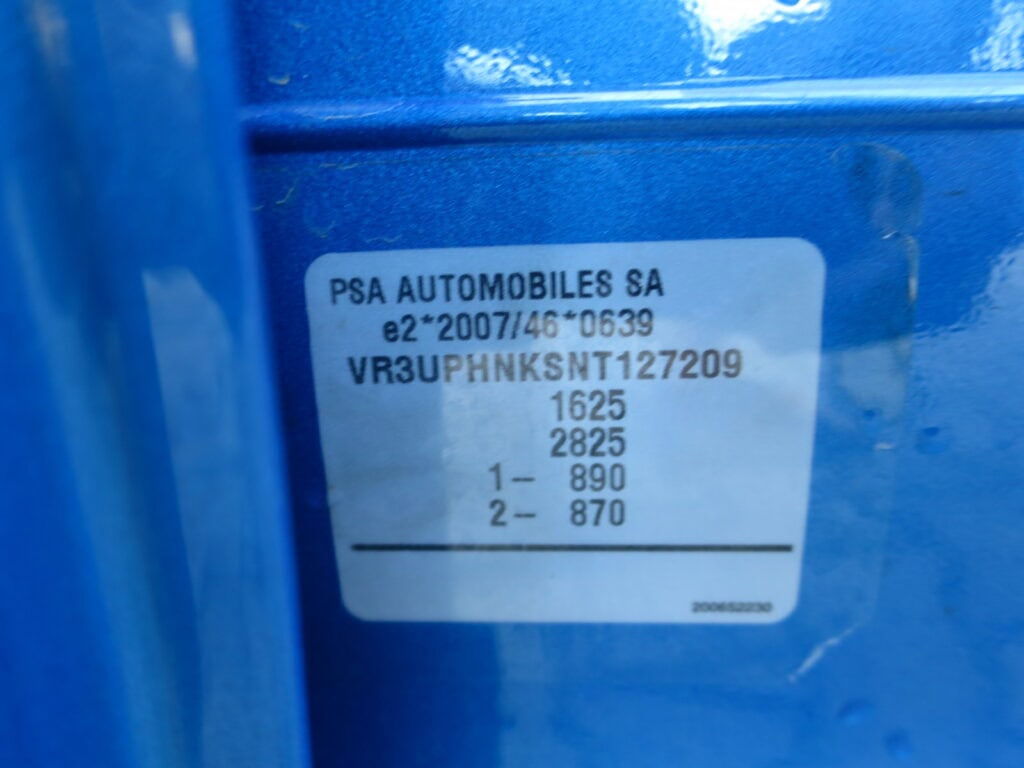 PSA AUTOMOBILES SA
e2*2007/46*0639
VR3UPHNKSNT127209
1625
2825
1- 890
2- 870
200652230